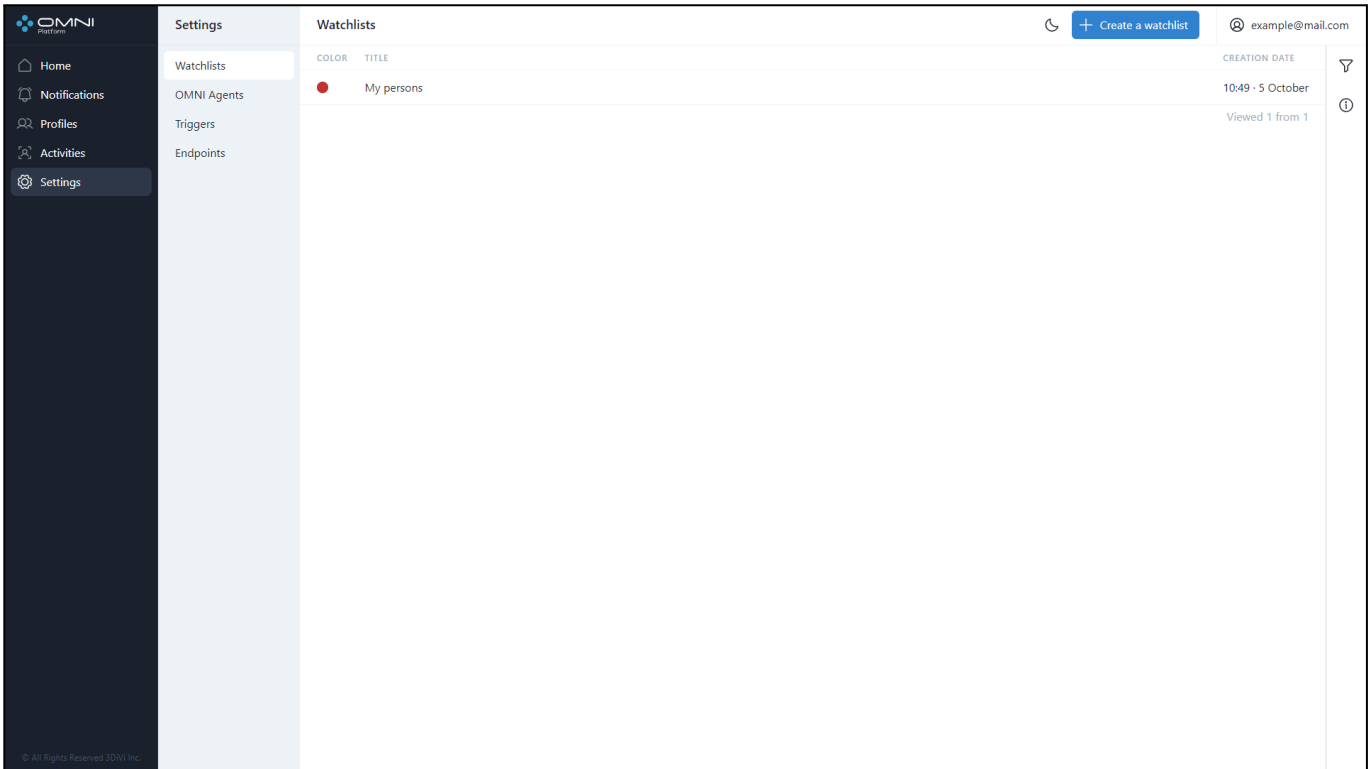 OMNI
Platform
Home
Notifications
Profiles
Activities
Settings
© All Rights Reserved 3DiVi Inc.
Settings
Watchlists
OMNI Agents
Triggers
Endpoints
Watchlists
Create a watchlist
example@mail.com
COLOR TITLE CREATION DATE
My persons 10:49 · 5 October
Viewed 1 from 1